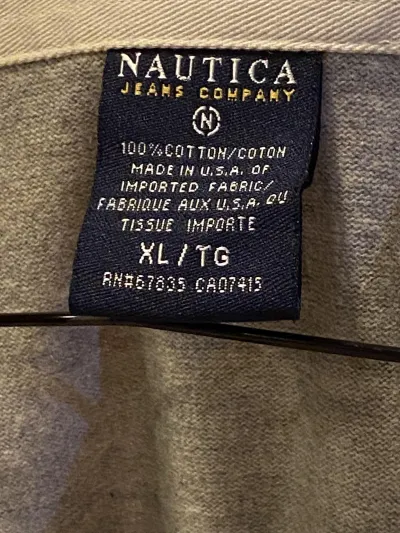 NAUTICA
JEANS COMPANY
N
100% COTTON/COTON
MADE IN U.S.A. OF
IMPORTED FABRIC/
FABRIQUE AUX U.S.A. OU
TISSUE IMPORTE
XL / TG
RN#67835 CA07415